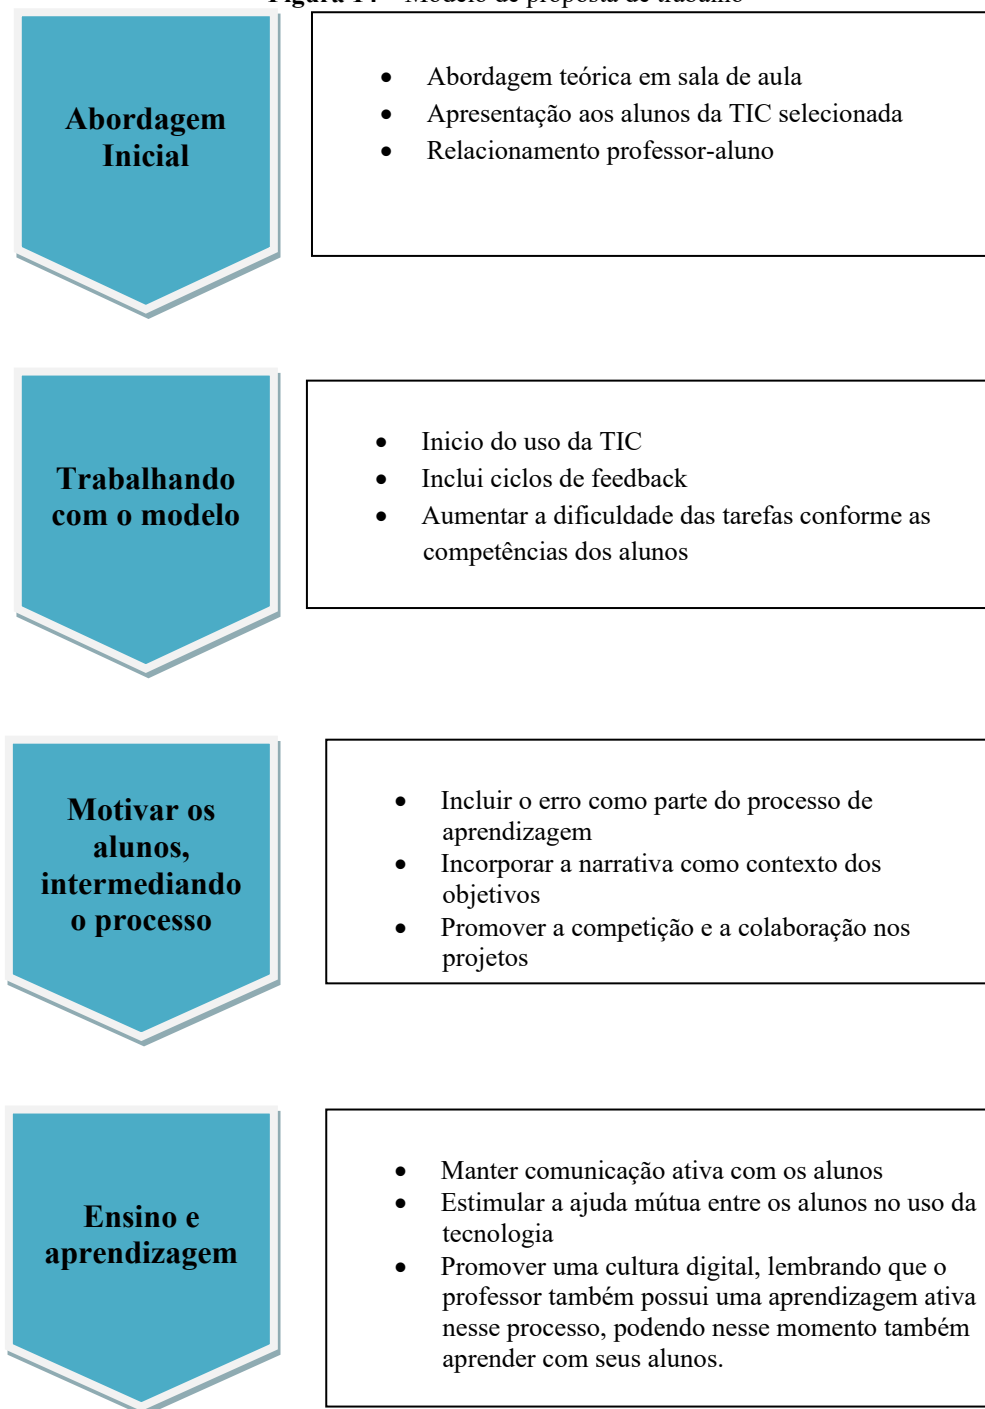 Modelo de proposta de trabalho
Abordagem
Inicial
• Abordagem teórica em sala de aula
• Apresentação aos alunos da TIC selecionada
• Relacionamento professor-aluno
Trabalhando
com o modelo
• Inicio do uso da TIC
• Inclui ciclos de feedback
• Aumentar a dificuldade das tarefas conforme as
competências dos alunos
Motivar os
alunos,
intermediando
o processo
• Incluir o erro como parte do processo de
aprendizagem
• Incorporar a narrativa como contexto dos
objetivos
• Promover a competição e a colaboração nos
projetos
Ensino e
aprendizagem
• Manter comunicação ativa com os alunos
• Estimular a ajuda mútua entre os alunos no uso da
tecnologia
• Promover uma cultura digital, lembrando que o
professor também possui uma aprendizagem ativa
nesse processo, podendo nesse momento também
aprender com seus alunos.